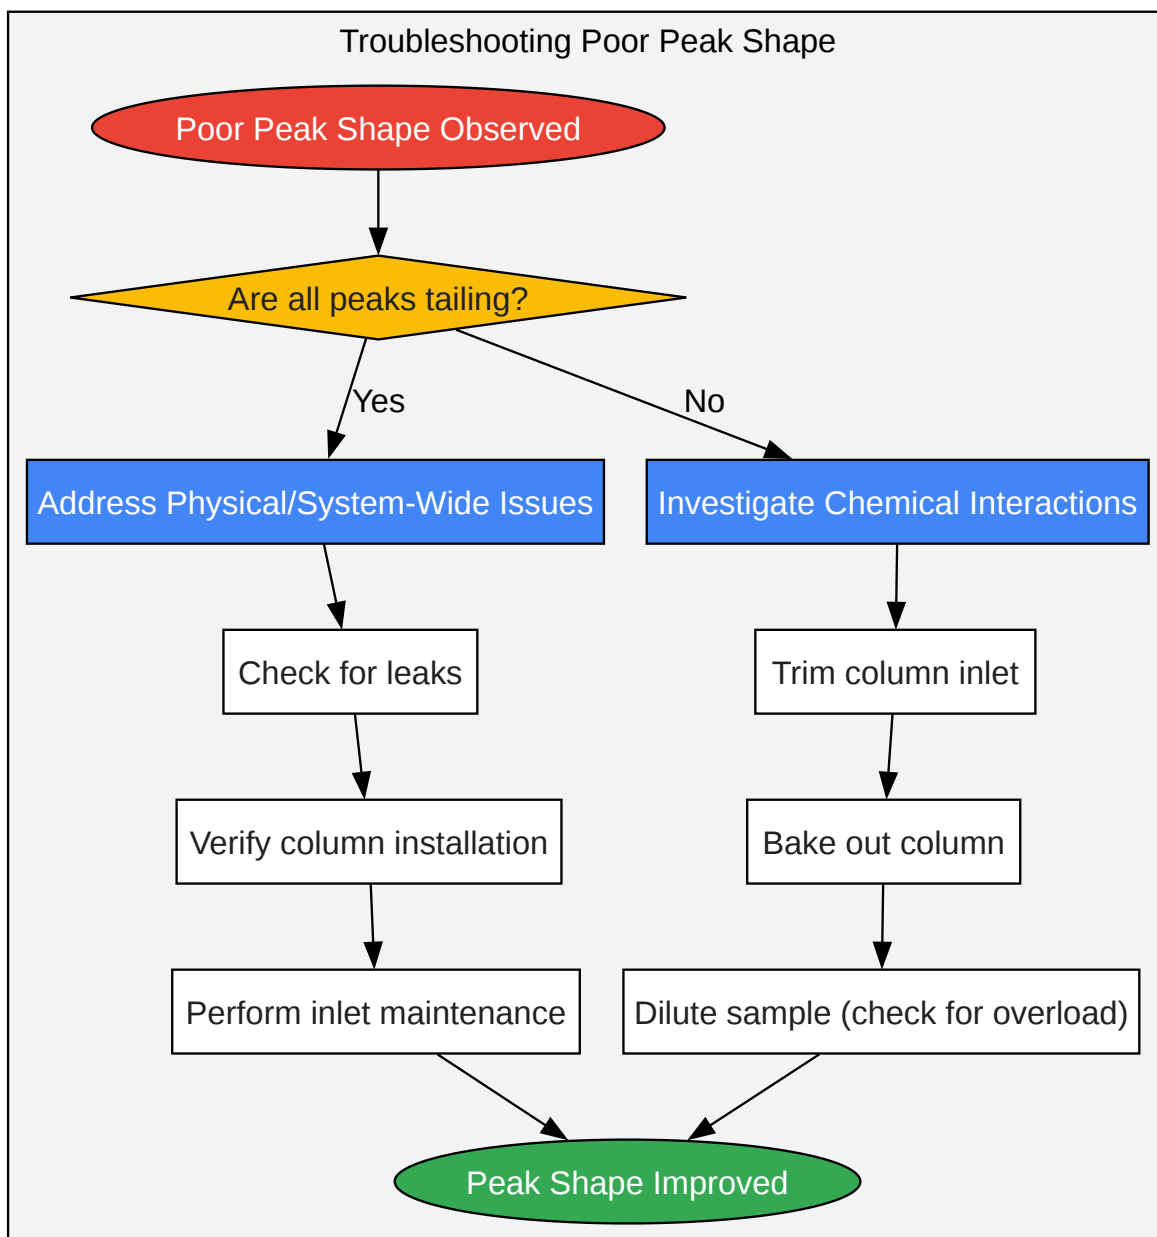 Troubleshooting Poor Peak Shape
Poor Peak Shape Observed
Are all peaks tailing?
Yes
No
Address Physical/System-Wide Issues
Investigate Chemical Interactions
Check for leaks
Trim column inlet
Verify column installation
Bake out column
Perform inlet maintenance
Dilute sample (check for overload)
Peak Shape Improved